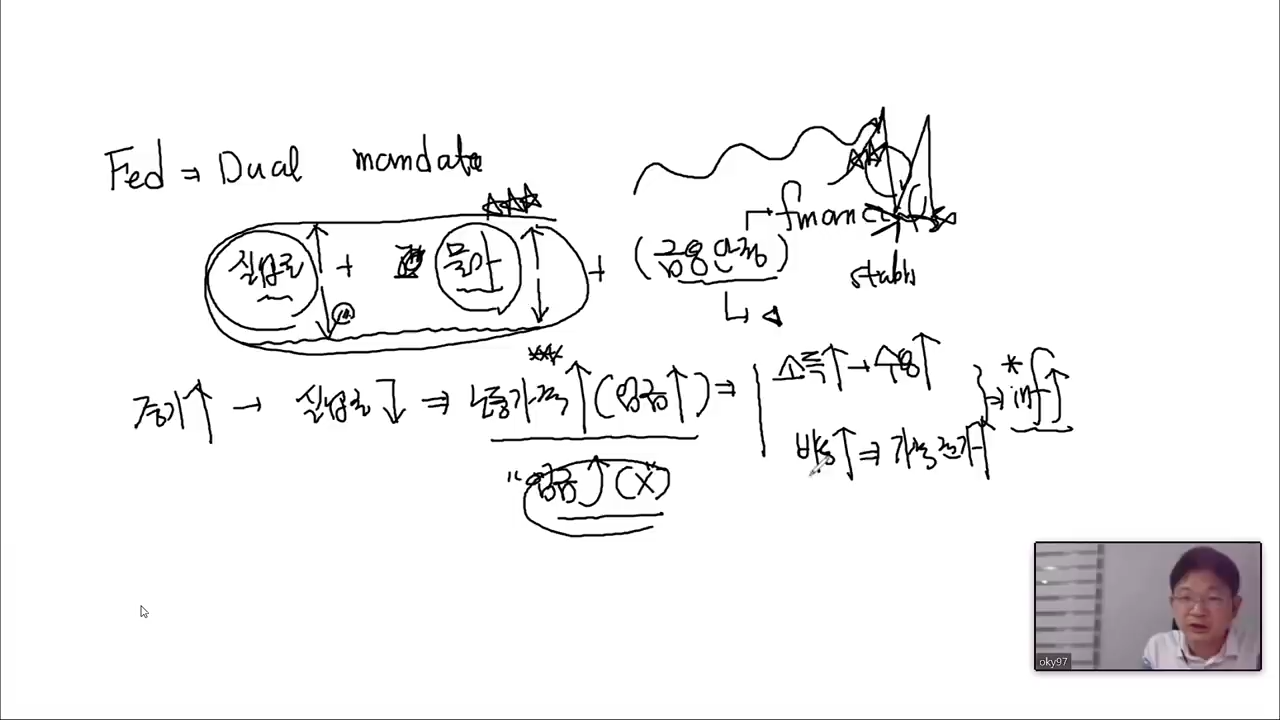 Fed ⇒ Dual mandate
실업률 + 물가 + (금융안정) → financial
stabb
경기↑ → 실업률↓ ⇒ 노동가격↑ (임금↑) ⇒ 소득↑ → 수요↑ ⇒ inf↑
비용↑ ⇒ 가격전가↑
"임금↑ (X)"
oky97